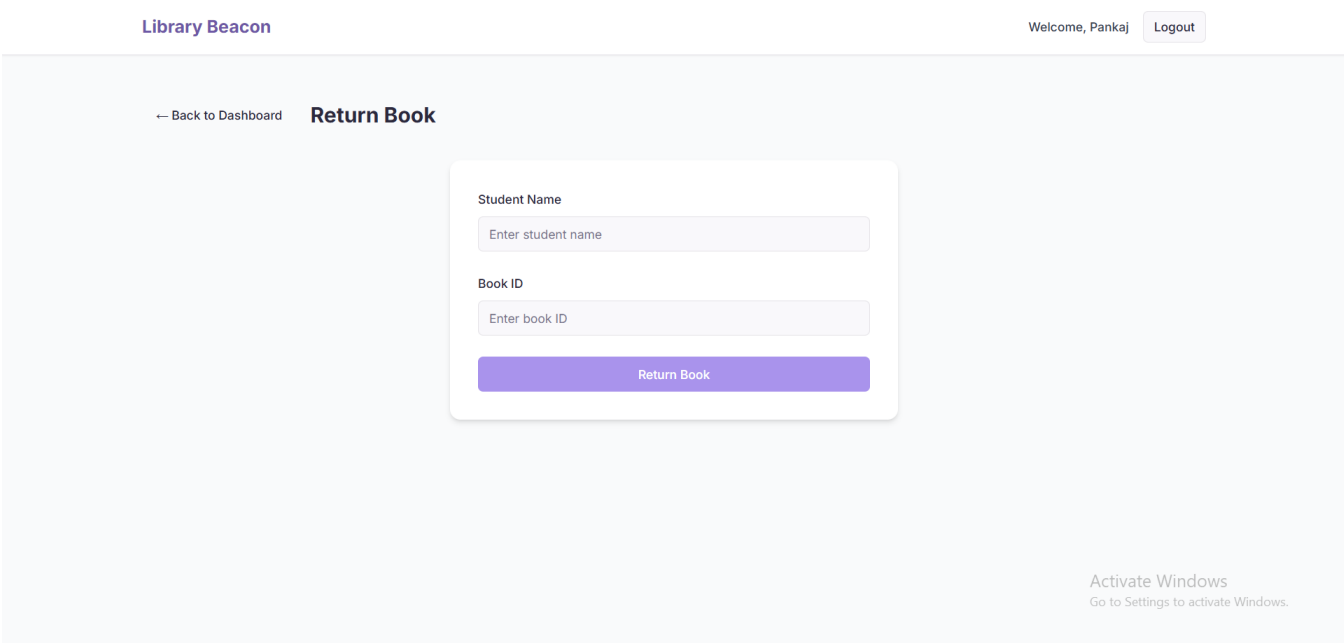 Library Beacon
Welcome, Pankaj
Logout
← Back to Dashboard
Return Book
Student Name
Enter student name
Book ID
Enter book ID
Return Book
Activate Windows
Go to Settings to activate Windows.